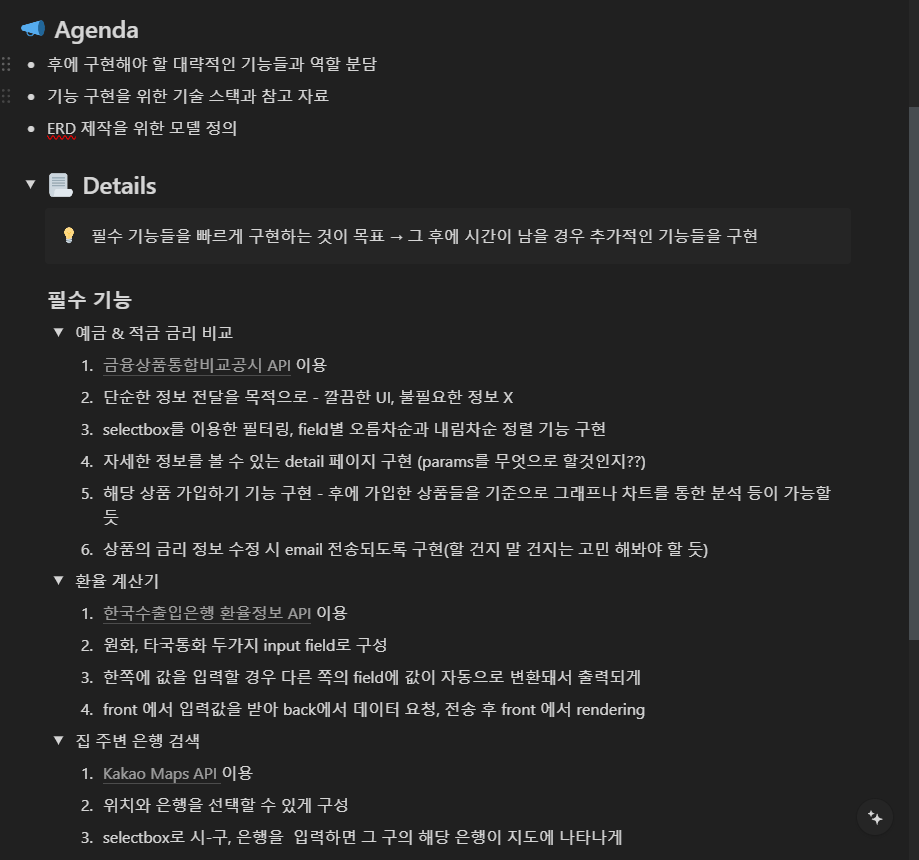 Agenda
• 후에 구현해야 할 대략적인 기능들과 역할 분담
• 기능 구현을 위한 기술 스택과 참고 자료
• ERD 제작을 위한 모델 정의
Details
필수 기능들을 빠르게 구현하는 것이 목표 → 그 후에 시간이 남을 경우 추가적인 기능들을 구현
필수 기능
예금 & 적금 금리 비교
1. 금융상품통합비교공시 API 이용
2. 단순한 정보 전달을 목적으로 - 깔끔한 UI, 불필요한 정보 X
3. selectbox를 이용한 필터링, field별 오름차순과 내림차순 정렬 기능 구현
4. 자세한 정보를 볼 수 있는 detail 페이지 구현 (params를 무엇으로 할것인지??)
5. 해당 상품 가입하기 기능 구현 - 후에 가입한 상품들을 기준으로 그래프나 차트를 통한 분석 등이 가능할
듯
6. 상품의 금리 정보 수정 시 email 전송되도록 구현(할 건지 말 건지는 고민 해봐야 할 듯)
환율 계산기
1. 한국수출입은행 환율정보 API 이용
2. 원화, 타국통화 두가지 input field로 구성
3. 한쪽에 값을 입력할 경우 다른 쪽의 field에 값이 자동으로 변환돼서 출력되게
4. front 에서 입력값을 받아 back에서 데이터 요청, 전송 후 front 에서 rendering
집 주변 은행 검색
1. Kakao Maps API 이용
2. 위치와 은행을 선택할 수 있게 구성
3. selectbox로 시-구, 은행을 입력하면 그 구의 해당 은행이 지도에 나타나게